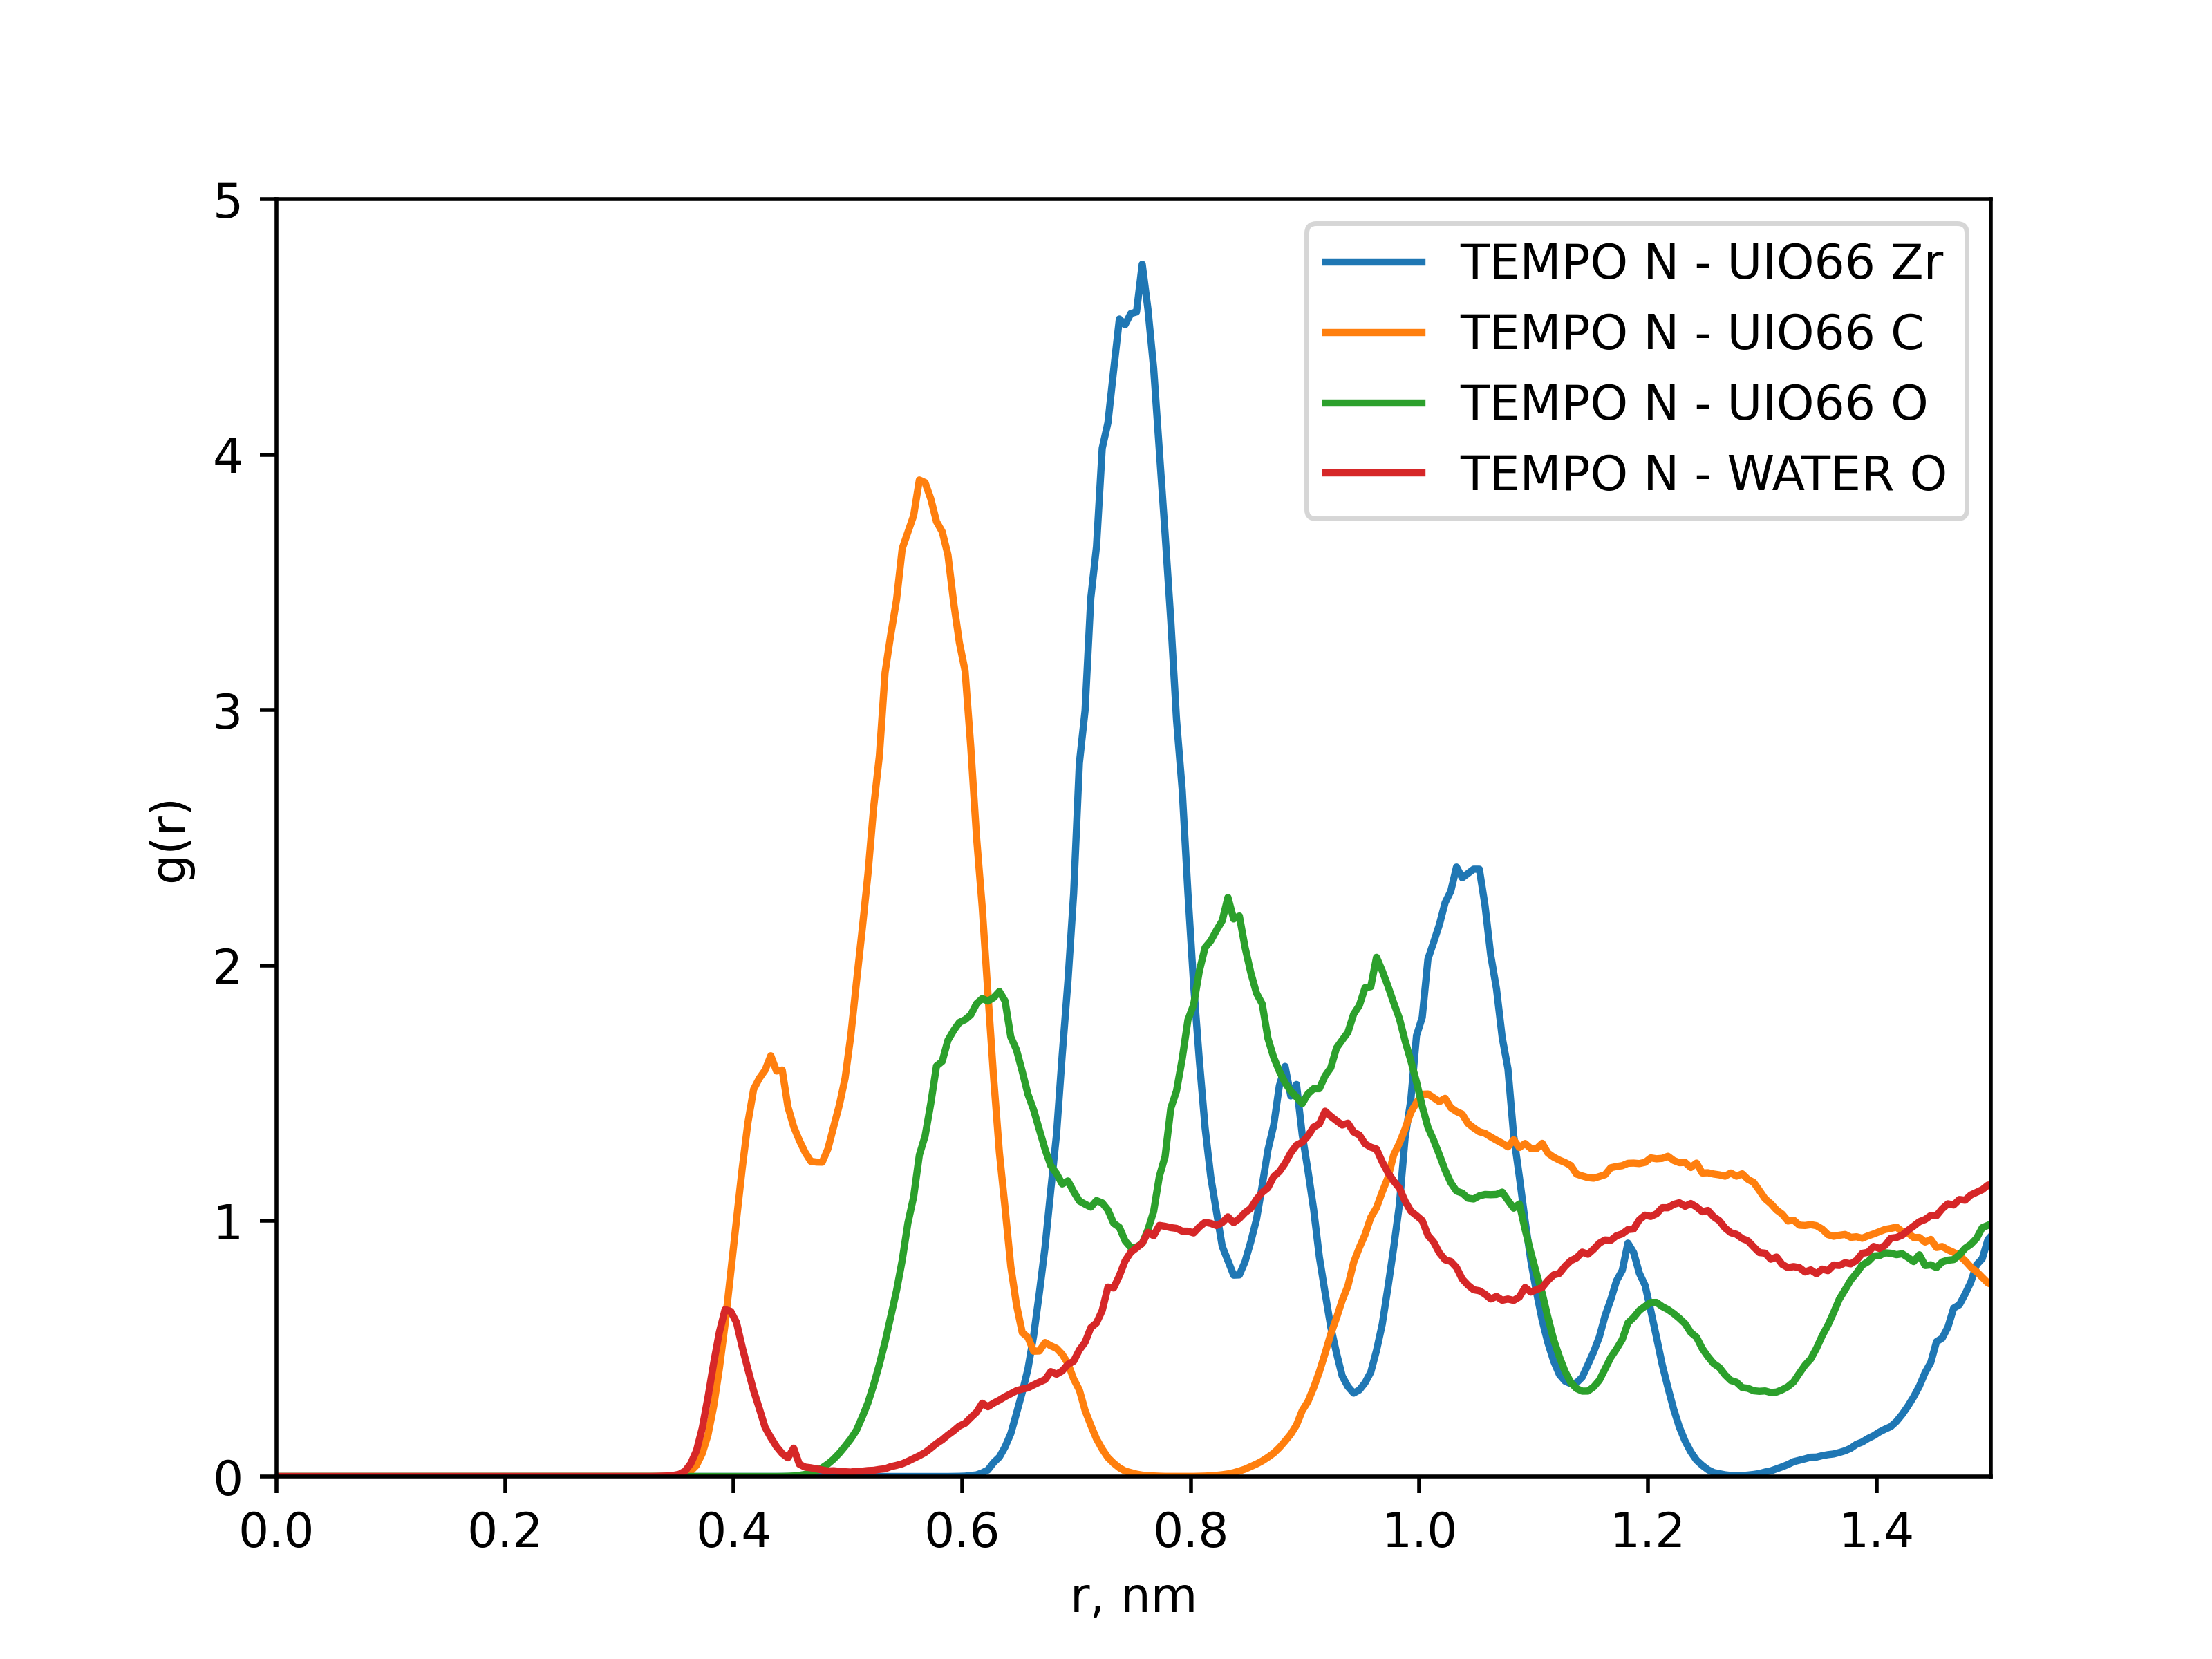 5
4
3
2
1
0
g(r)
0.0 0.2 0.4 0.6 0.8 1.0 1.2 1.4
r, nm
TEMPO N - UIO66 Zr
TEMPO N - UIO66 C
TEMPO N - UIO66 O
TEMPO N - WATER O